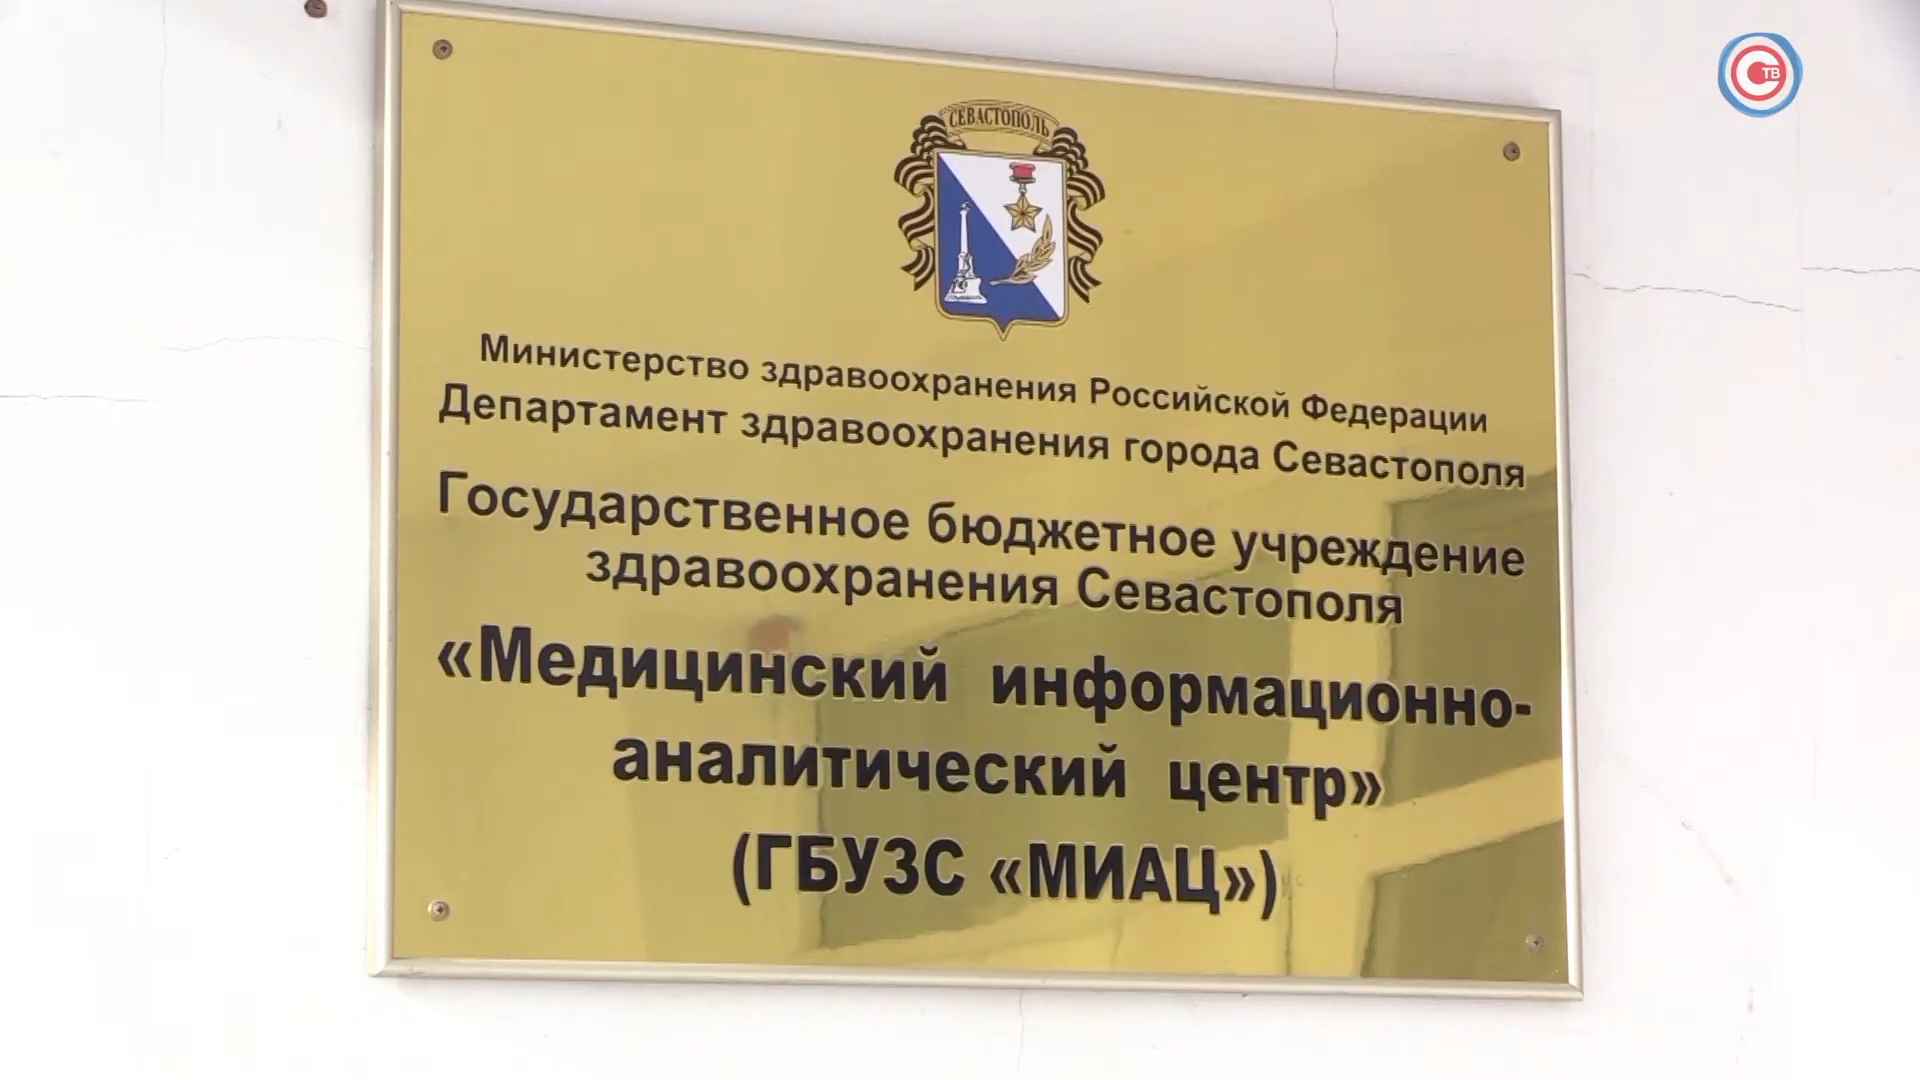 СТВ
СЕВАСТОПОЛЬ
Министерство здравоохранения Российской Федерации
Департамент здравоохранения города Севастополя
Государственное бюджетное учреждение
здравоохранения Севастополя
«Медицинский информационно-
аналитический центр»
(ГБУЗС «МИАЦ»)